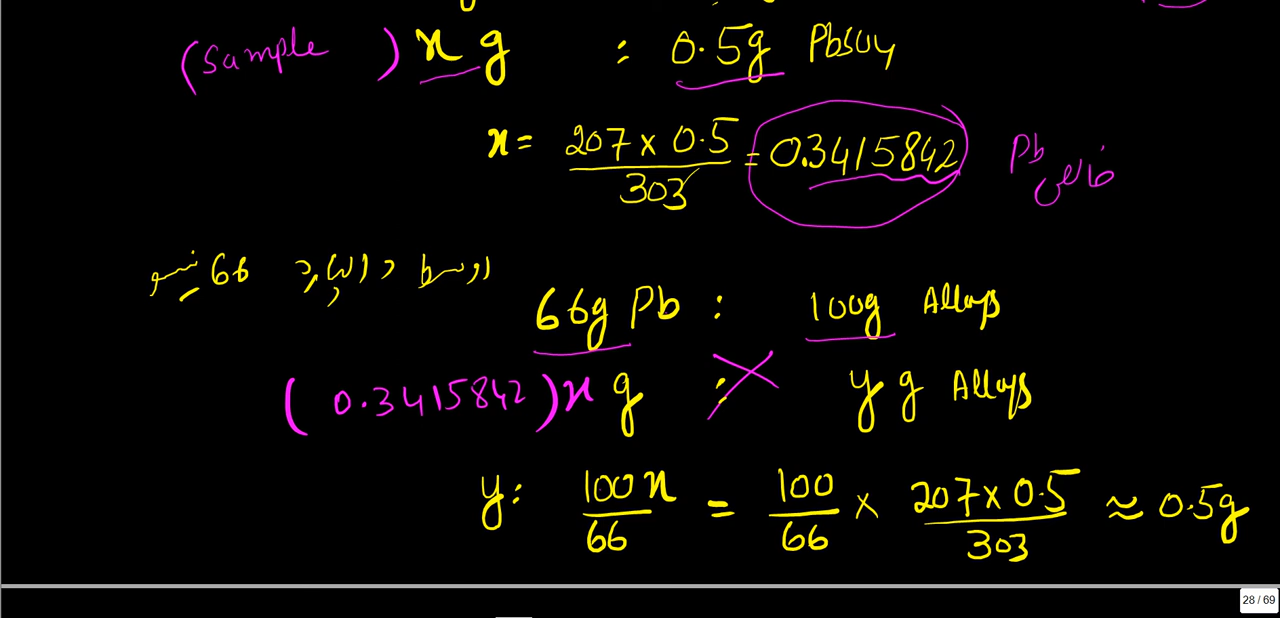 (Sample) x g : 0.5g PbSO4
x = 207 x 0.5 / 303 = 0.3415842 Pb خالص
اوسط 66
66g Pb : 100g Alloys
(0.3415842) x g : y g Alloys
y: 100x / 66 = 100 / 66 x 207 x 0.5 / 303 ≈ 0.5g
28 / 69